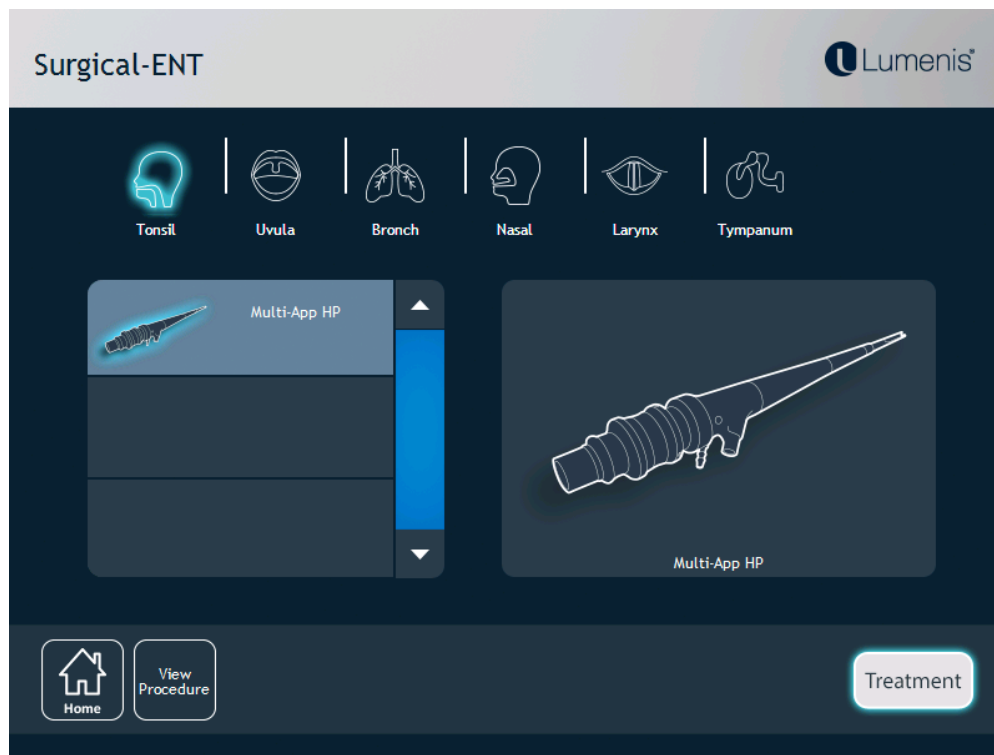 Surgical-ENT
Lumenis®
Tonsil
Uvula
Bronch
Nasal
Larynx
Tympanum
Multi-App HP
Multi-App HP
Home
View
Procedure
Treatment